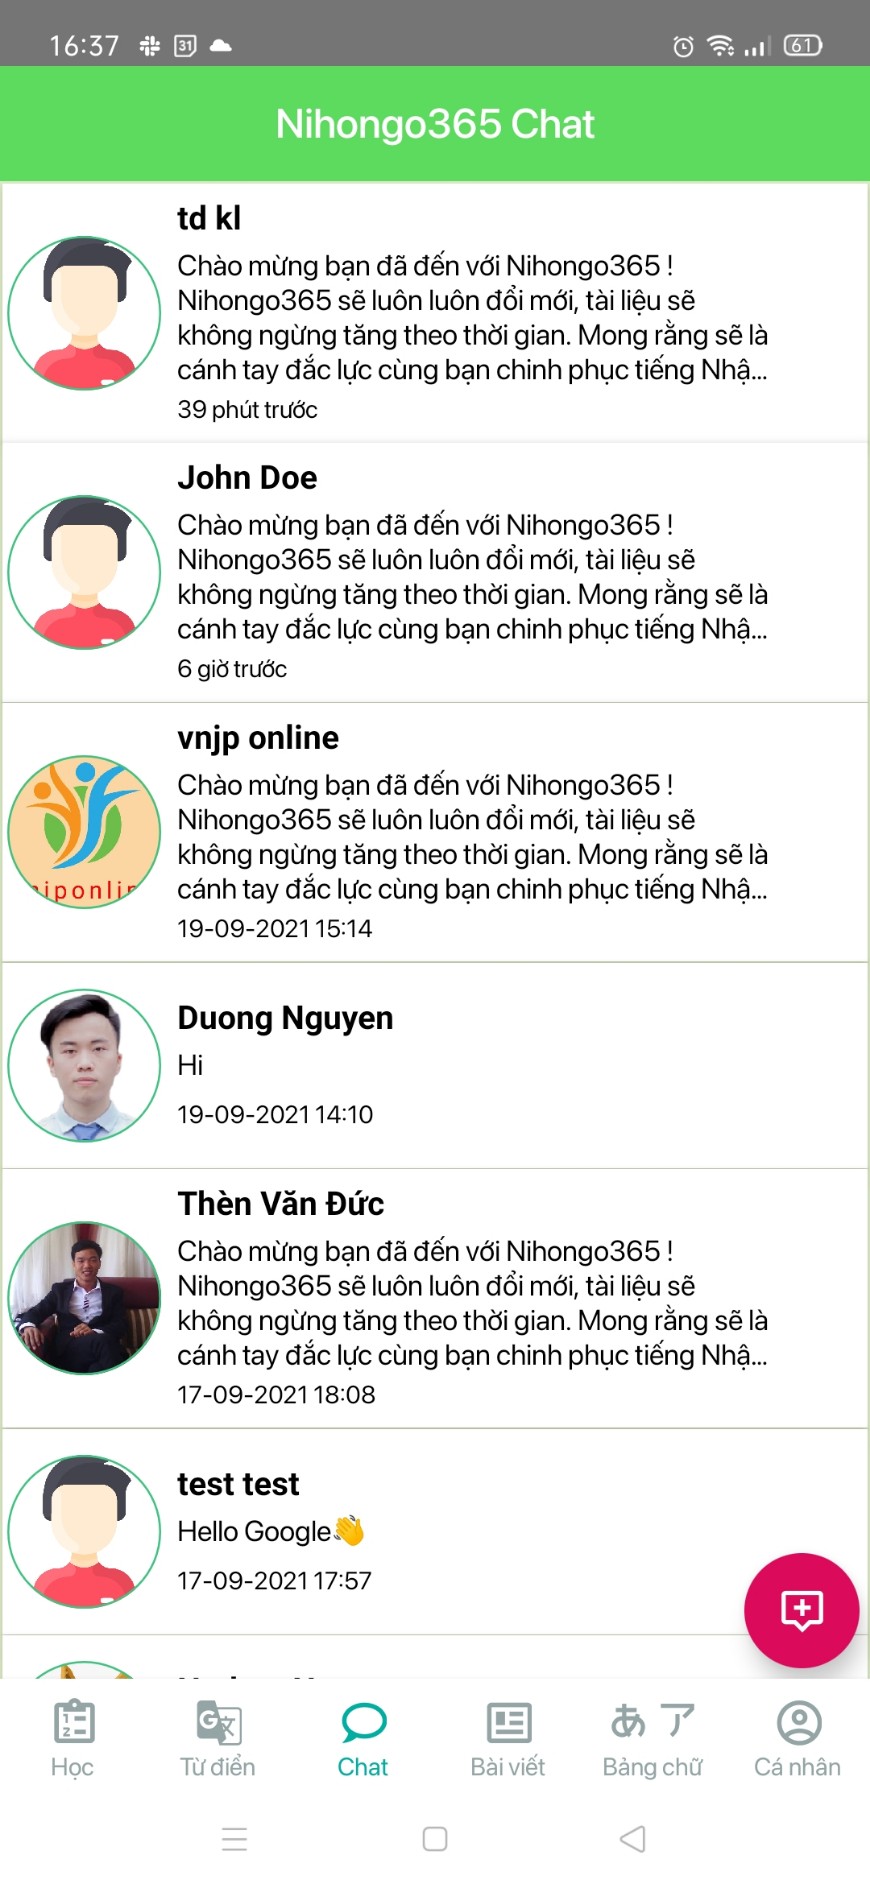 16:37
31
61
Nihongo365 Chat
td kl
Chào mừng bạn đã đến với Nihongo365 !
Nihongo365 sẽ luôn luôn đổi mới, tài liệu sẽ
không ngừng tăng theo thời gian. Mong rằng sẽ là
cánh tay đắc lực cùng bạn chinh phục tiếng Nhậ...
39 phút trước
John Doe
Chào mừng bạn đã đến với Nihongo365 !
Nihongo365 sẽ luôn luôn đổi mới, tài liệu sẽ
không ngừng tăng theo thời gian. Mong rằng sẽ là
cánh tay đắc lực cùng bạn chinh phục tiếng Nhậ...
6 giờ trước
vnjp online
Chào mừng bạn đã đến với Nihongo365 !
Nihongo365 sẽ luôn luôn đổi mới, tài liệu sẽ
không ngừng tăng theo thời gian. Mong rằng sẽ là
cánh tay đắc lực cùng bạn chinh phục tiếng Nhậ...
19-09-2021 15:14
Duong Nguyen
Hi
19-09-2021 14:10
Thèn Văn Đức
Chào mừng bạn đã đến với Nihongo365 !
Nihongo365 sẽ luôn luôn đổi mới, tài liệu sẽ
không ngừng tăng theo thời gian. Mong rằng sẽ là
cánh tay đắc lực cùng bạn chinh phục tiếng Nhậ...
17-09-2021 18:08
test test
Hello Google👋
17-09-2021 17:57
あ ア
Học Từ điển Chat Bài viết Bảng chữ Cá nhân